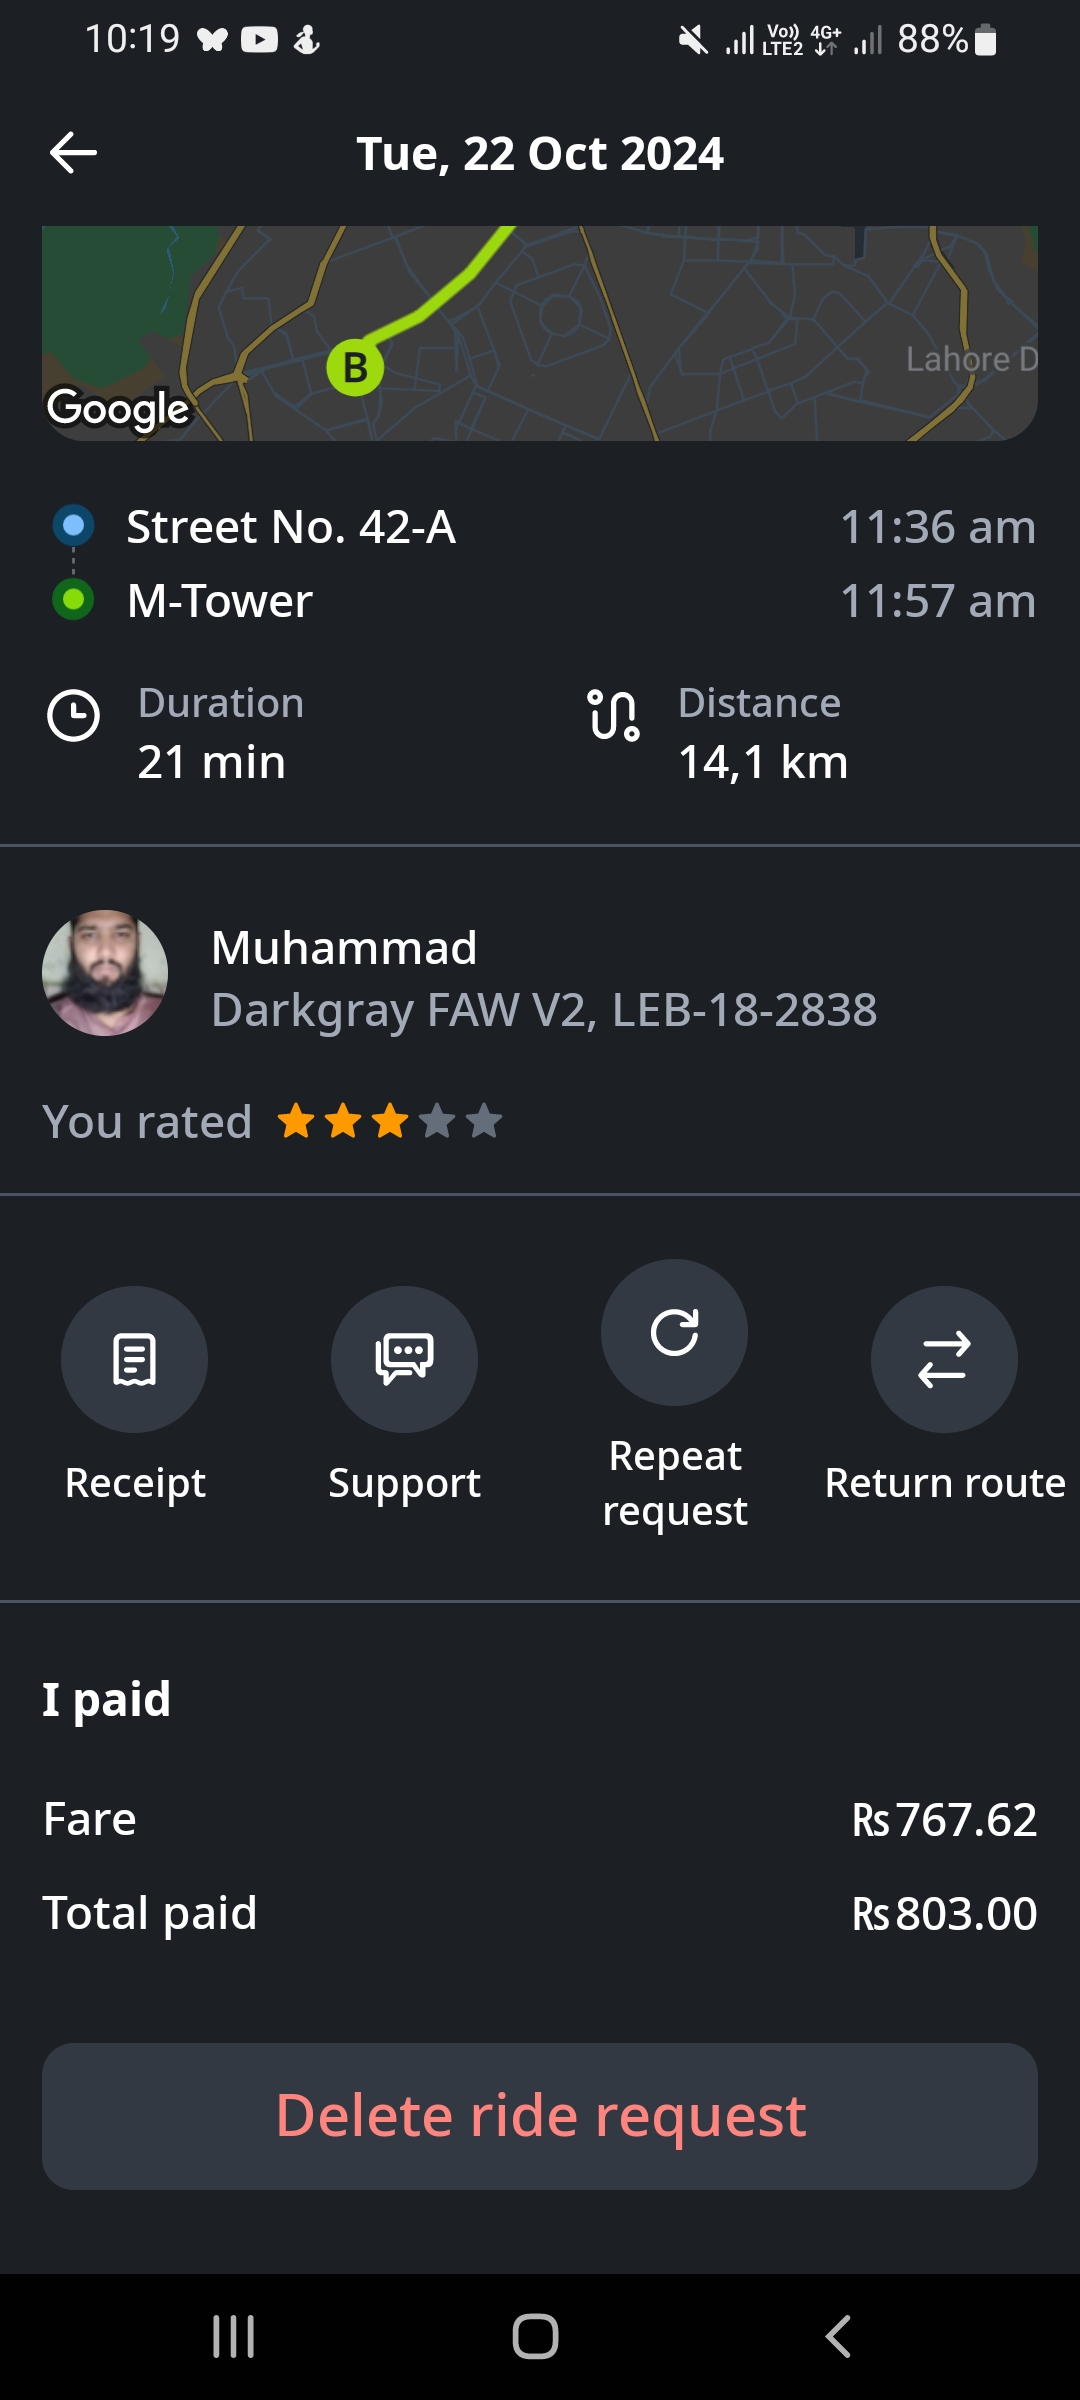 10:19
Vo)) LTE2 4G+ 88%
Tue, 22 Oct 2024
B
Lahore D
Google
Street No. 42-A 11:36 am
M-Tower 11:57 am
Duration Distance
21 min 14,1 km
Muhammad
Darkgray FAW V2, LEB-18-2838
You rated
Receipt Support Repeat request Return route
I paid
Fare ₨767.62
Total paid ₨803.00
Delete ride request